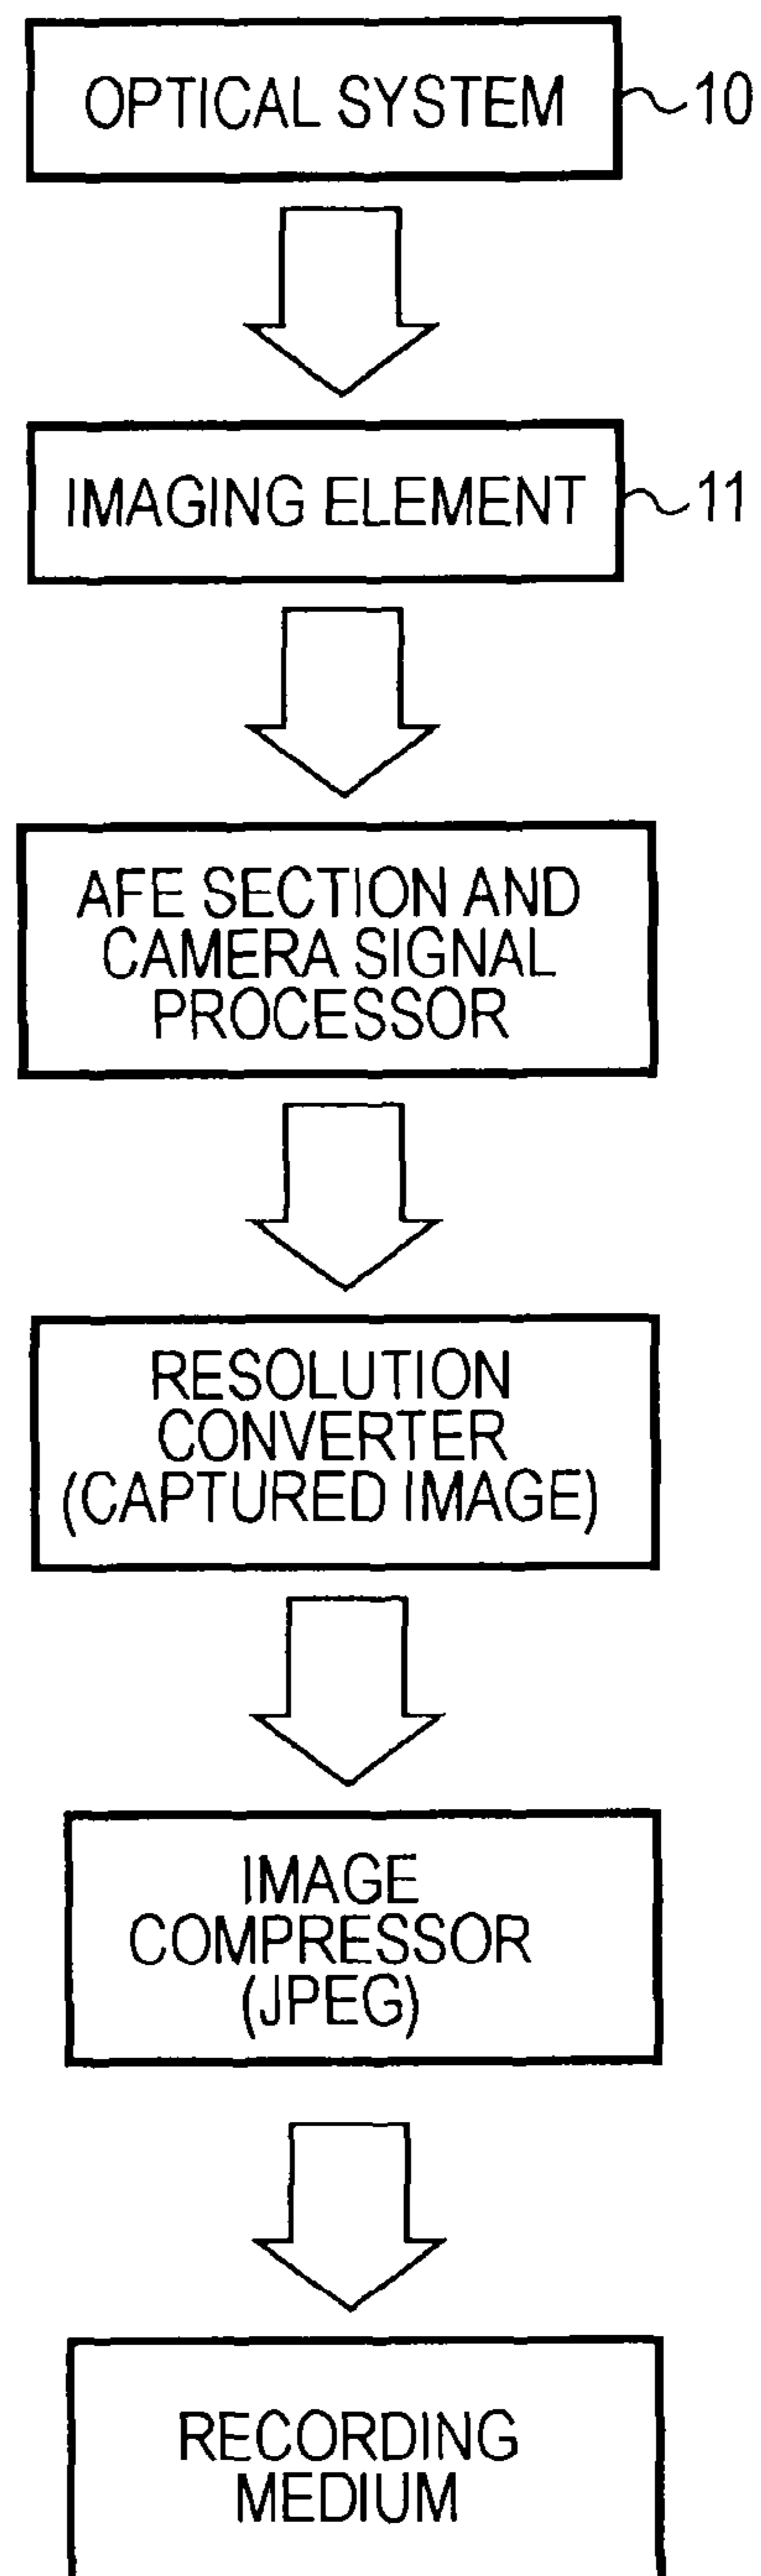 OPTICAL SYSTEM 10
IMAGING ELEMENT 11
AFE SECTION AND
CAMERA SIGNAL
PROCESSOR
RESOLUTION
CONVERTER
(CAPTURED IMAGE)
IMAGE
COMPRESSOR
(JPEG)
RECORDING
MEDIUM